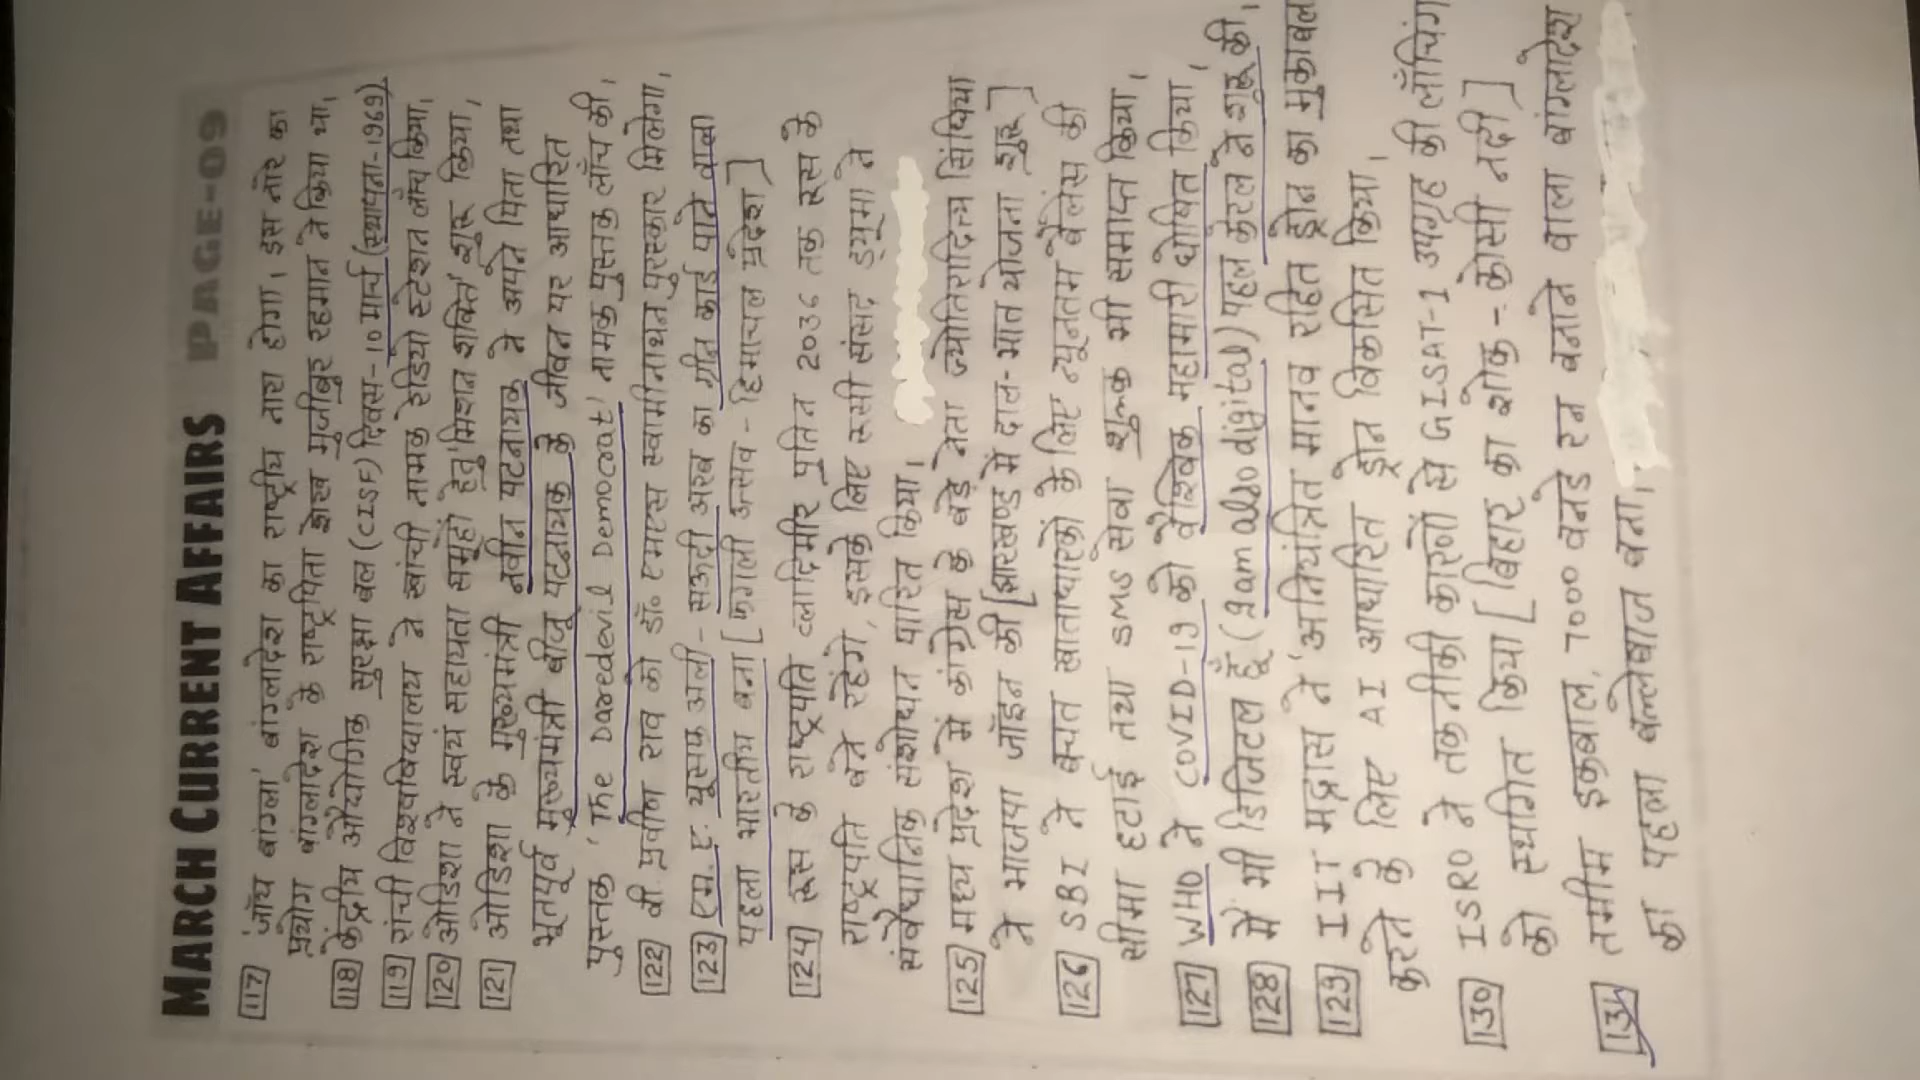 MARCH CURRENT AFFAIRS PAGE-09
117 'जॉय बांग्ला' बांग्लादेश का राष्ट्रीय नारा होगा। इस नारे का
प्रयोग बांग्लादेश के राष्ट्रपिता शेख मुजीबुर रहमान ने किया था।
118 केंद्रीय औद्योगिक सुरक्षा बल (CISF) दिवस - 10 मार्च (स्थापना-1969)
119 रांची विश्वविद्यालय ने खांची नामक रेडियो स्टेशन लॉंच किया,
120 ओडिशा ने स्वयं सहायता समूहों हेतु 'मिशन शक्ति' शुरू किया,
121 ओडिशा के मुख्यमंत्री नवीन पटनायक ने अपने पिता तथा
भूतपूर्व मुख्यमंत्री बीजू पटनायक के जीवन पर आधारित
पुस्तक 'The Daredevil Democrat' नामक पुस्तक लॉंच की।
122 वी. प्रवीण राव को डॉ॰ एमएस स्वामीनाथन पुरस्कार मिलेगा,
123 एम. ए. यूसुफ अली - सऊदी अरब का ग्रीन कार्ड पाने वाला
पहला भारतीय बना [फगली उत्सव - हिमाचल प्रदेश]
124 रूस के राष्ट्रपति व्लादिमीर पुतिन 2036 तक रूस के
राष्ट्रपति बने रहेंगे, इसके लिए रूसी संसद ड्यूमा ने
संवैधानिक संशोधन पारित किया।
125 मध्य प्रदेश में कांग्रेस के बड़े नेता ज्योतिरादित्य सिंधिया
ने भाजपा जॉइन की [झारखण्ड में दाल-भात योजना शुरू]
126 SBI ने बचत खाताधारकों के लिए न्यूनतम बैलेंस की
सीमा हटाई तथा SMS सेवा शुल्क भी समाप्त किया,
127 WHO ने COVID-19 को वैश्विक महामारी घोषित किया,
128 में भी डिजिटल हूँ (I am also digital) पहल केरल ने शुरू की,
129 IIT मद्रास ने 'अनियंत्रित मानव रहित ड्रोन का मुकाबला
करने के लिए AI आधारित ड्रोन विकसित किया,
130 ISRO ने तकनीकी कारणों से GISAT-1 उपग्रह की लाँचिंग
को स्थगित किया [बिहार का शोक - कोसी नदी]
131 तमीम इकबाल, 7000 वनडे रन बनाने वाला बांग्लादेश
का पहला बल्लेबाज बना।